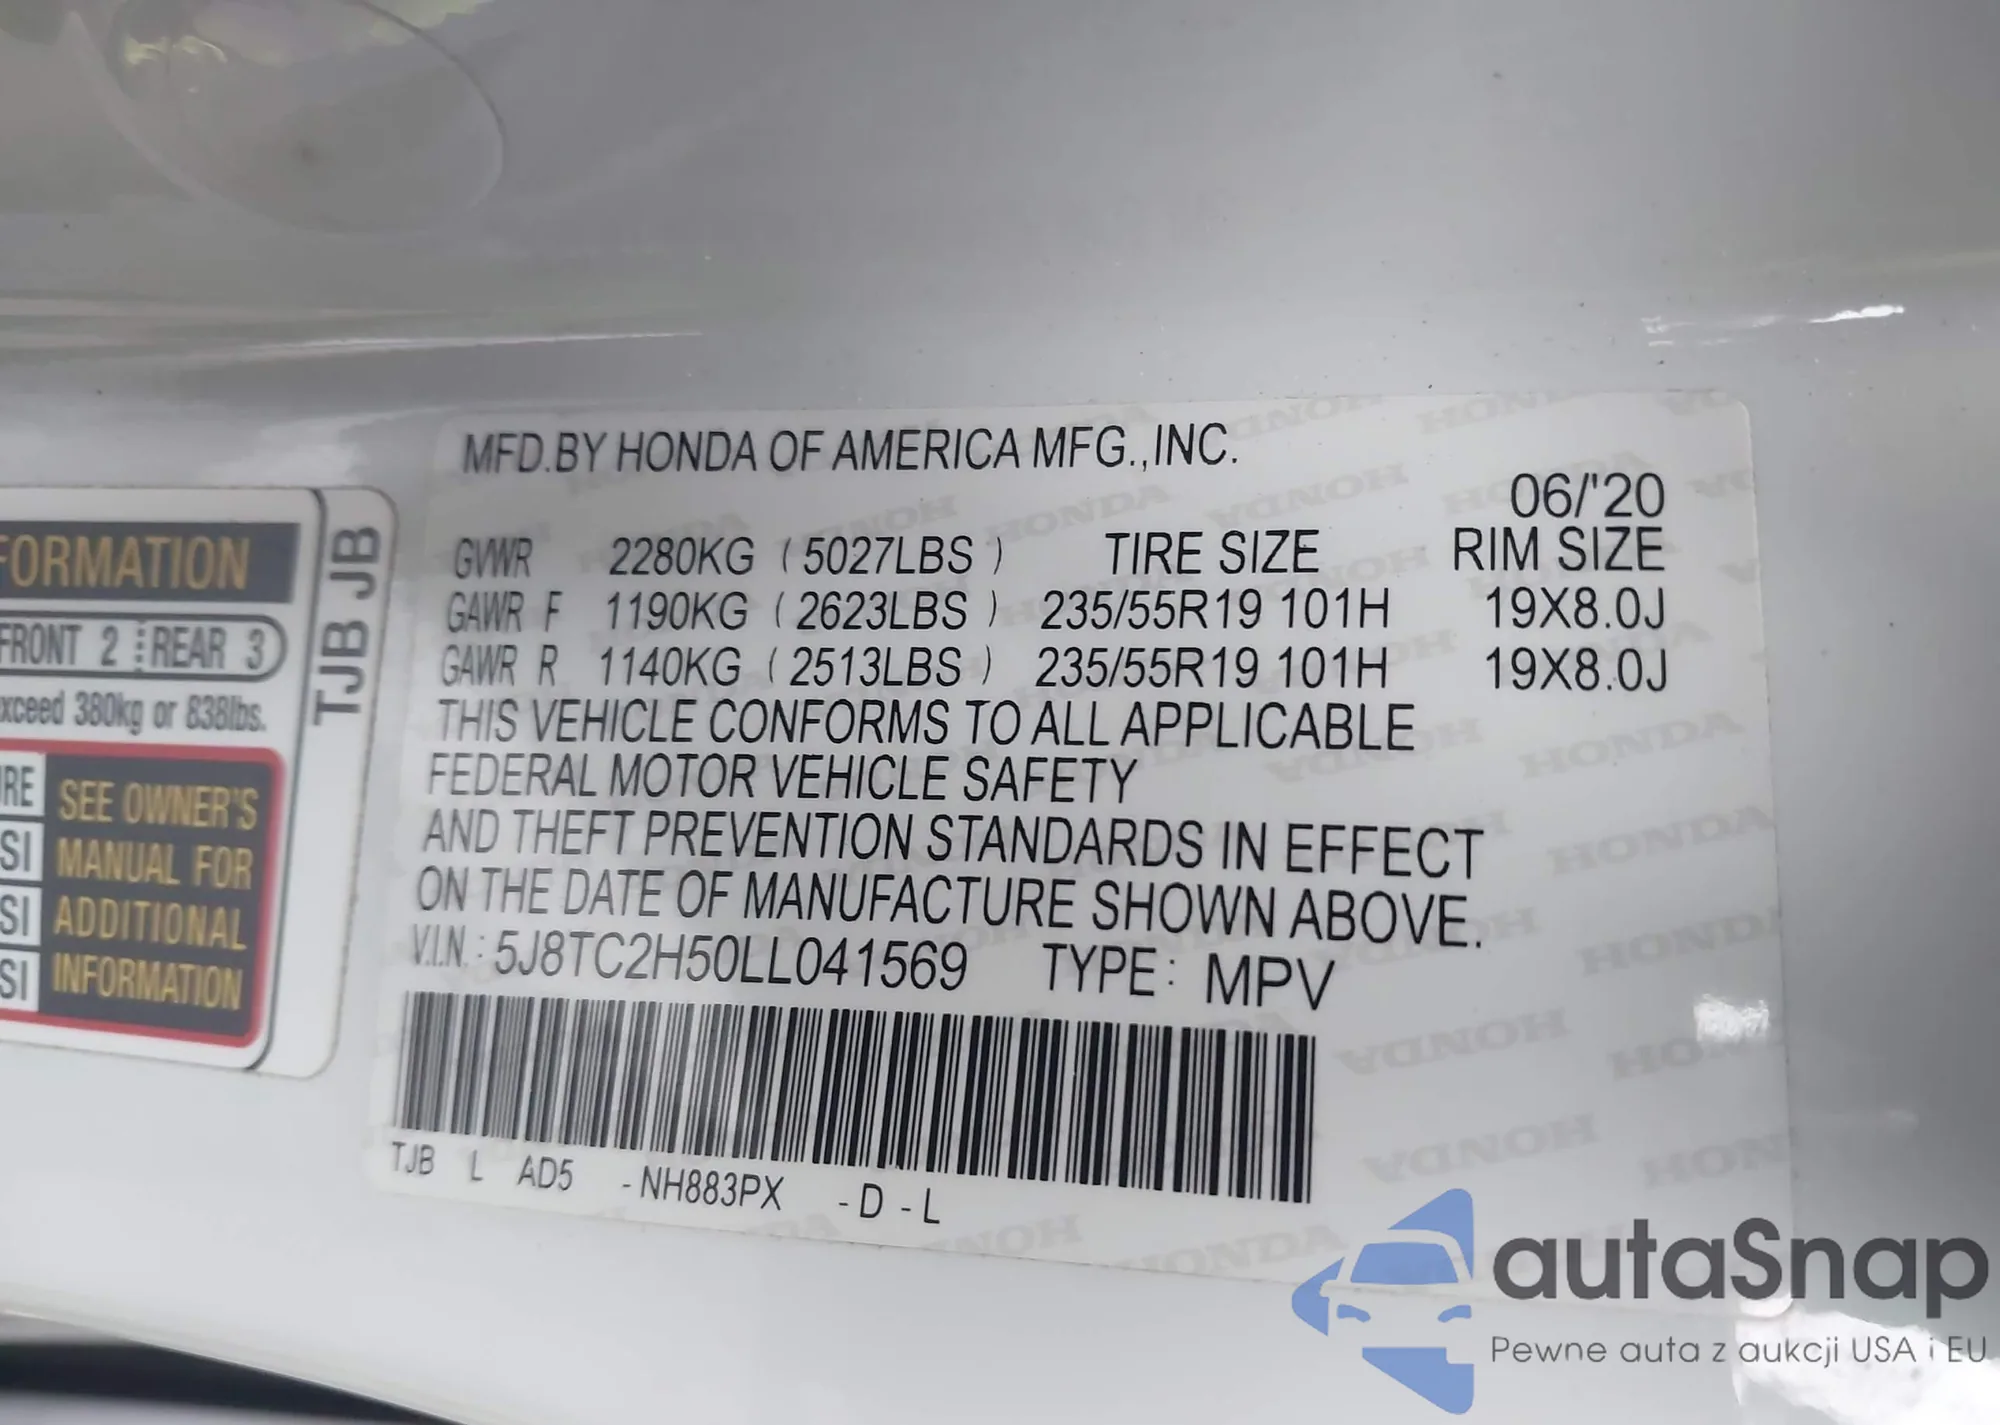 MFD.BY HONDA OF AMERICA MFG.,INC.
06/'20
GVWR 2280KG (5027LBS) TIRE SIZE RIM SIZE
GAWR F 1190KG (2623LBS) 235/55R19 101H 19X8.0J
GAWR R 1140KG (2513LBS) 235/55R19 101H 19X8.0J
THIS VEHICLE CONFORMS TO ALL APPLICABLE
FEDERAL MOTOR VEHICLE SAFETY
AND THEFT PREVENTION STANDARDS IN EFFECT
ON THE DATE OF MANUFACTURE SHOWN ABOVE.
V.I.N.: 5J8TC2H50LL041569 TYPE: MPV
TJB L AD5 -NH883PX -D -L
FORMATION
FRONT 2 REAR 3
xceed 380kg or 838lbs.
RE SEE OWNER'S
SI MANUAL FOR
SI ADDITIONAL
SI INFORMATION
TJB JB
autaSnap
Pewne auta z aukcji USA i EU